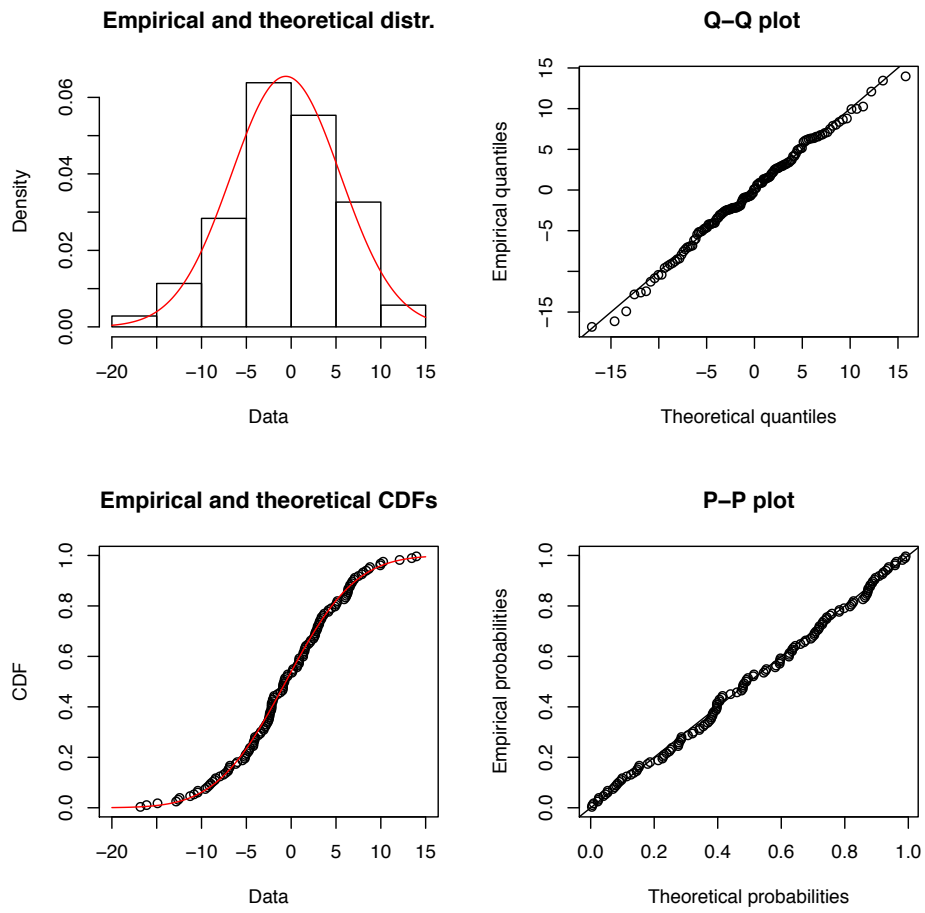 Empirical and theoretical distr.
Density
0.00 0.02 0.04 0.06
−20 −10 −5 0 5 10 15
Data
Q−Q plot
Empirical quantiles
−15 −5 0 5 10 15
−15 −5 0 5 10 15
Theoretical quantiles
Empirical and theoretical CDFs
CDF
0.0 0.2 0.4 0.6 0.8 1.0
−20 −10 −5 0 5 10 15
Data
P−P plot
Empirical probabilities
0.0 0.2 0.4 0.6 0.8 1.0
0.0 0.2 0.4 0.6 0.8 1.0
Theoretical probabilities